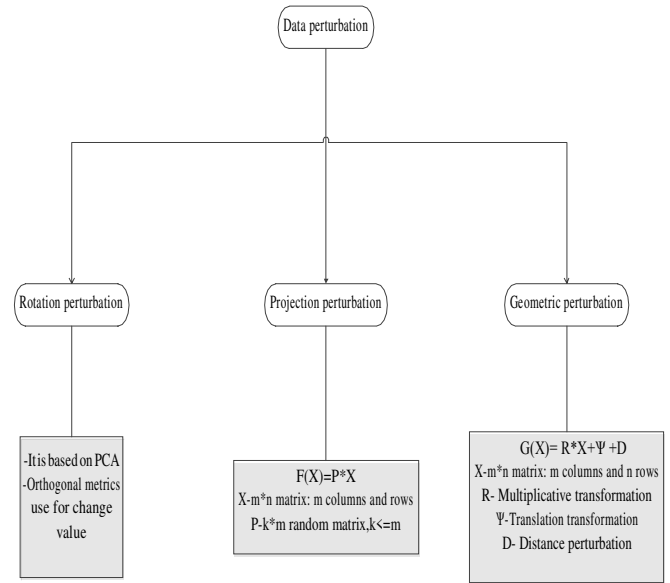 Data perturbation
Rotation perturbation
Projection perturbation
Geometric perturbation
-It is based on PCA
-Orthogonal metrics
use for change
value
F(X)=P*X
X-m*n matrix: m columns and rows
P-k*m random matrix,k<=m
G(X)= R*X+Ψ +D
X-m*n matrix: m columns and n rows
R- Multiplicative transformation
Ψ-Translation transformation
D- Distance perturbation